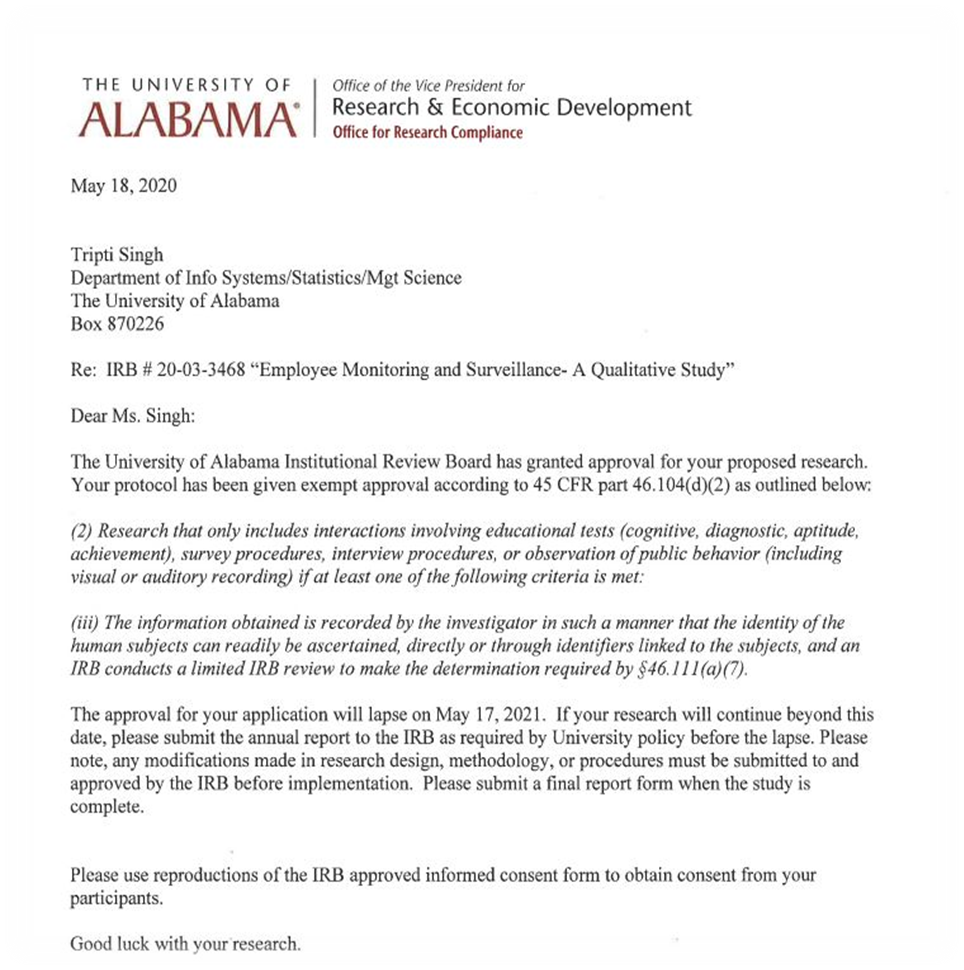 THE UNIVERSITY OF
ALABAMA®
Office of the Vice President for
Research & Economic Development
Office for Research Compliance
May 18, 2020
Tripti Singh
Department of Info Systems/Statistics/Mgt Science
The University of Alabama
Box 870226
Re: IRB # 20-03-3468 “Employee Monitoring and Surveillance- A Qualitative Study”
Dear Ms. Singh:
The University of Alabama Institutional Review Board has granted approval for your proposed research.
Your protocol has been given exempt approval according to 45 CFR part 46.104(d)(2) as outlined below:
(2) Research that only includes interactions involving educational tests (cognitive, diagnostic, aptitude,
achievement), survey procedures, interview procedures, or observation of public behavior (including
visual or auditory recording) if at least one of the following criteria is met:
(iii) The information obtained is recorded by the investigator in such a manner that the identity of the
human subjects can readily be ascertained, directly or through identifiers linked to the subjects, and an
IRB conducts a limited IRB review to make the determination required by §46.111(a)(7).
The approval for your application will lapse on May 17, 2021. If your research will continue beyond this
date, please submit the annual report to the IRB as required by University policy before the lapse. Please
note, any modifications made in research design, methodology, or procedures must be submitted to and
approved by the IRB before implementation. Please submit a final report form when the study is
complete.
Please use reproductions of the IRB approved informed consent form to obtain consent from your
participants.
Good luck with your research.